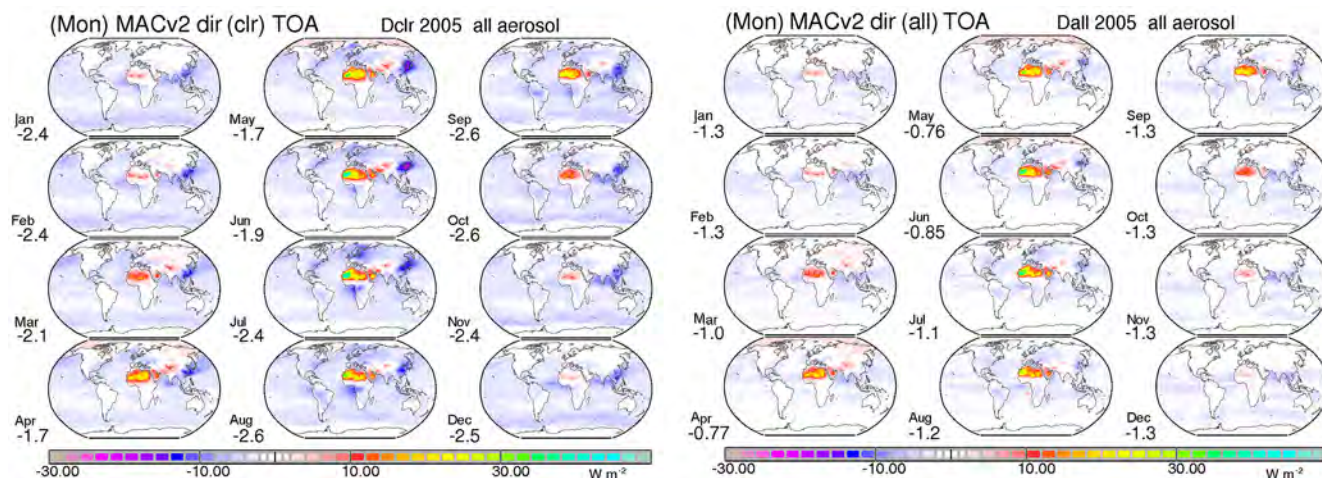 (Mon) MACv2 dir (clr) TOA Dclr 2005 all aerosol
Jan
-2.4
May
-1.7
Sep
-2.6
Feb
-2.4
Jun
-1.9
Oct
-2.6
Mar
-2.1
Jul
-2.4
Nov
-2.4
Apr
-1.7
Aug
-2.6
Dec
-2.5
-30.00 -10.00 10.00 30.00 W m⁻²
(Mon) MACv2 dir (all) TOA Dall 2005 all aerosol
Jan
-1.3
May
-0.76
Sep
-1.3
Feb
-1.3
Jun
-0.85
Oct
-1.3
Mar
-1.0
Jul
-1.1
Nov
-1.3
Apr
-0.77
Aug
-1.2
Dec
-1.3
-30.00 -10.00 10.00 30.00 W m⁻²